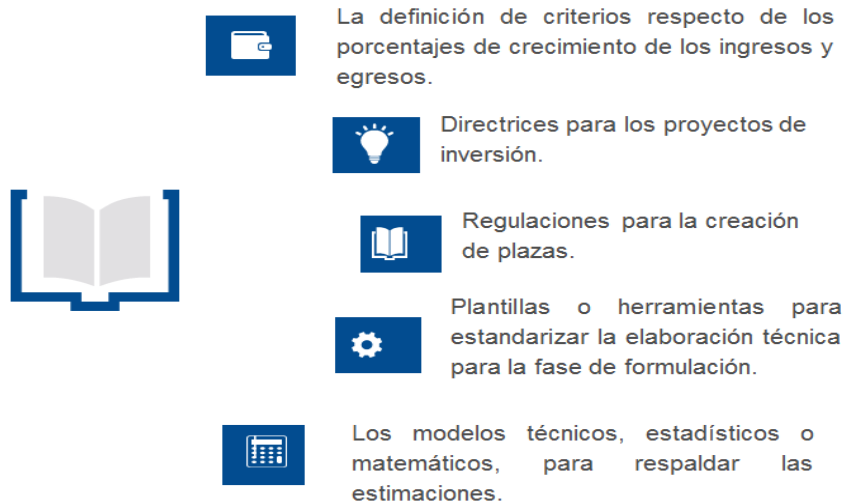 La definición de criterios respecto de los
porcentajes de crecimiento de los ingresos y
egresos.
Directrices para los proyectos de
inversión.
Regulaciones para la creación
de plazas.
Plantillas o herramientas para
estandarizar la elaboración técnica
para la fase de formulación.
Los modelos técnicos, estadísticos o
matemáticos, para respaldar las
estimaciones.